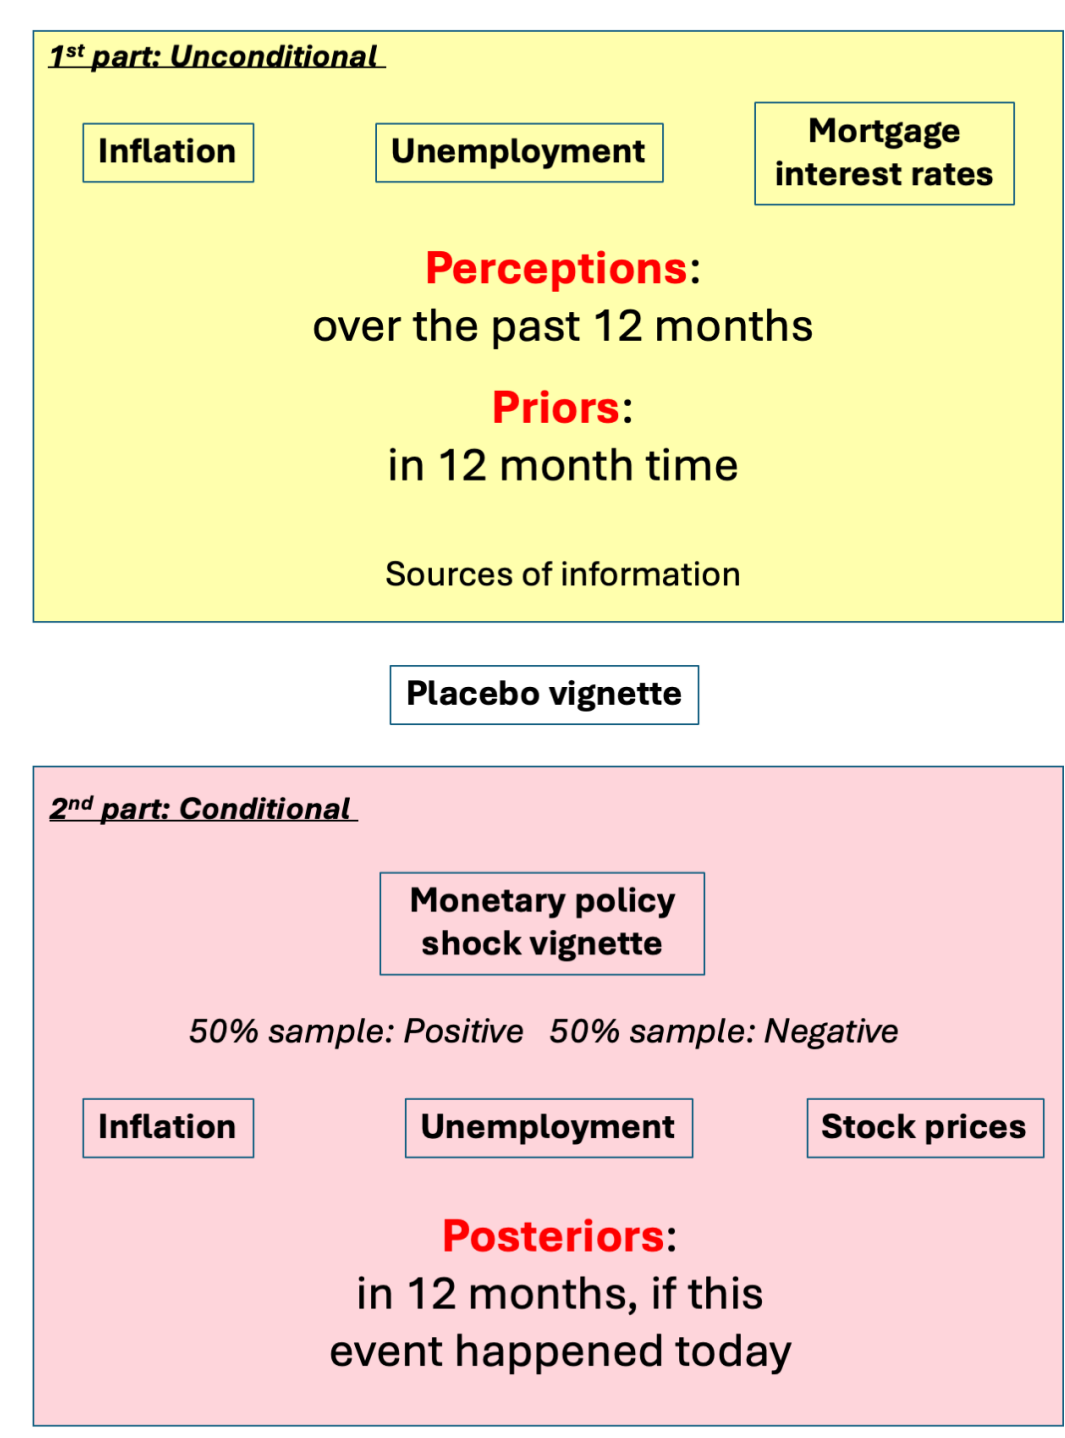 1st part: Unconditional
Inflation
Unemployment
Mortgage
interest rates
Perceptions:
over the past 12 months
Priors:
in 12 month time
Sources of information
Placebo vignette
2nd part: Conditional
Monetary policy
shock vignette
50% sample: Positive 50% sample: Negative
Inflation
Unemployment
Stock prices
Posteriors:
in 12 months, if this
event happened today